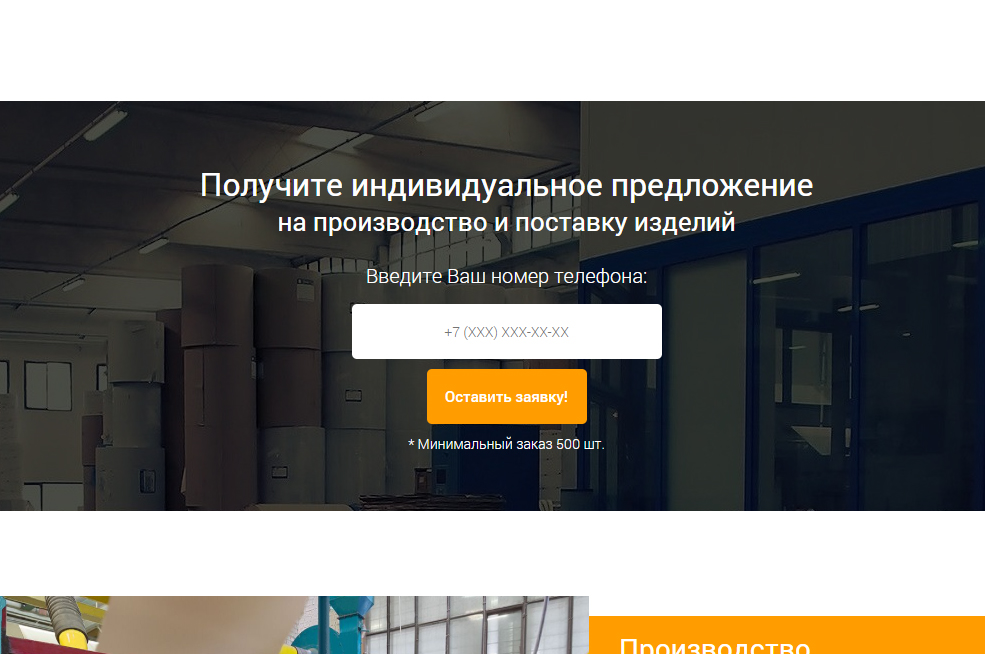 Получите индивидуальное предложение
на производство и поставку изделий
Введите Ваш номер телефона:
+7 (XXX) XXX-XX-XX
Оставить заявку!
* Минимальный заказ 500 шт.
Производство